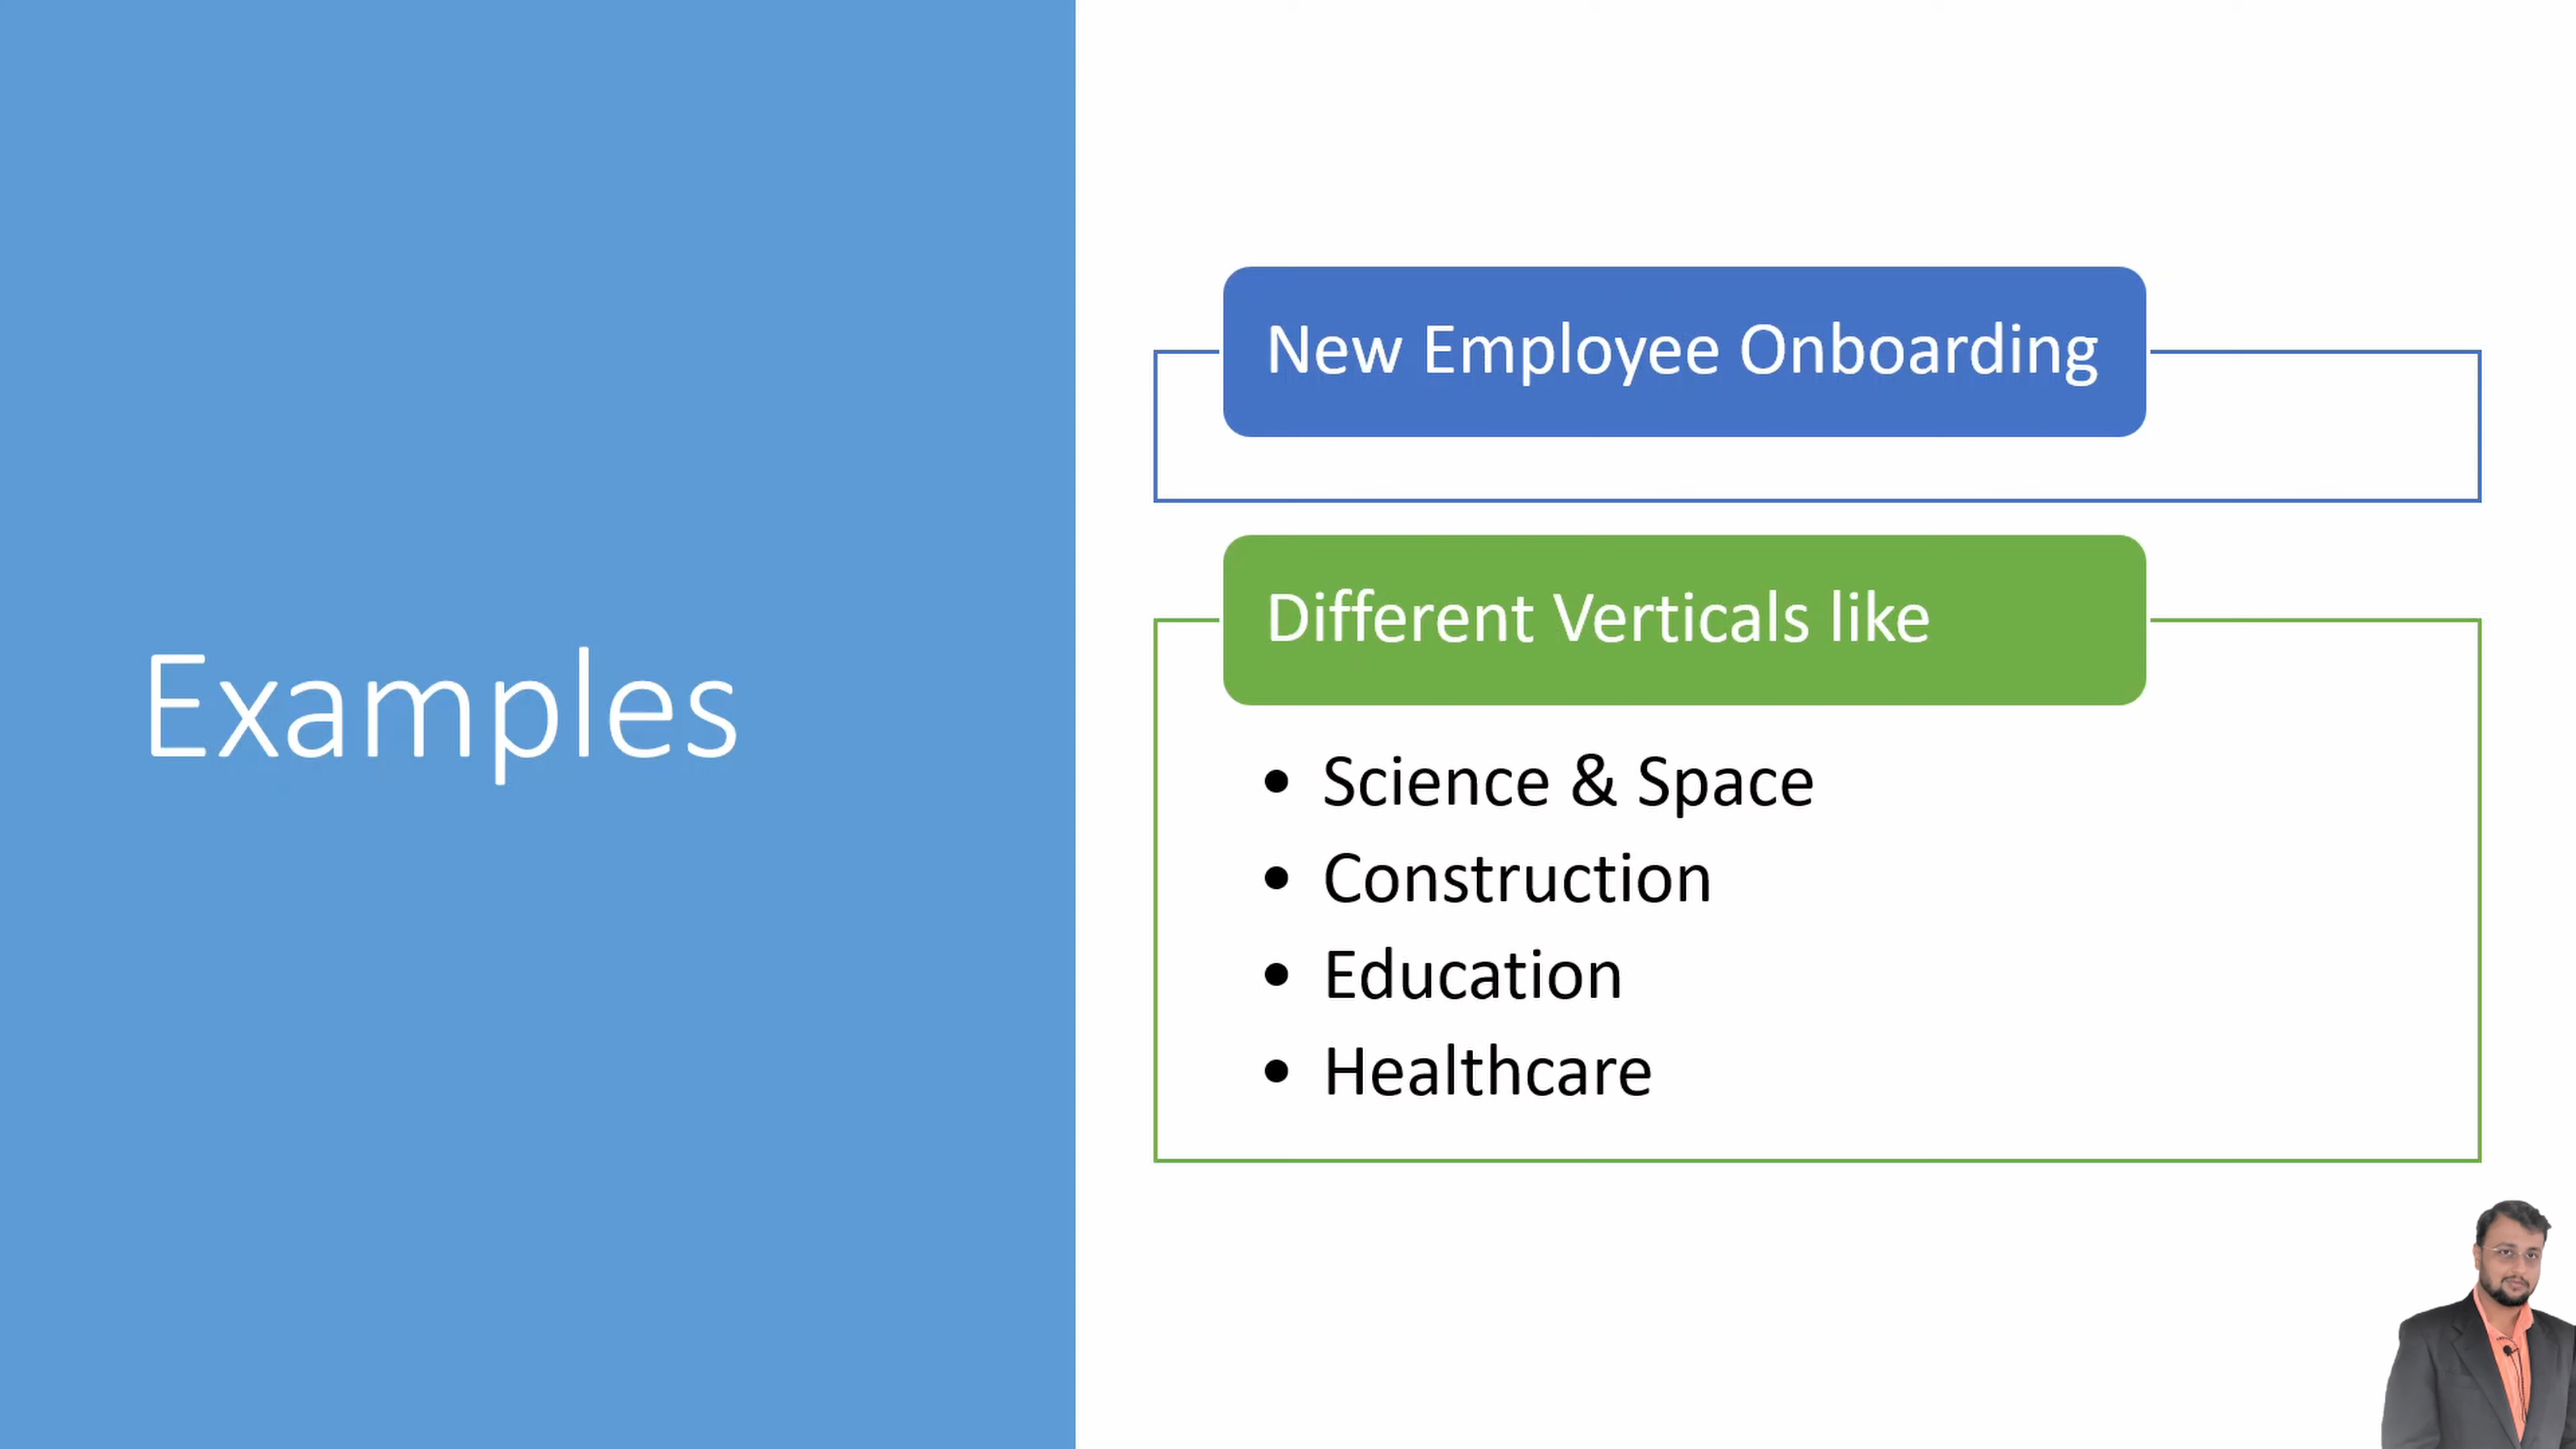 Examples
New Employee Onboarding
Different Verticals like
• Science & Space
• Construction
• Education
• Healthcare